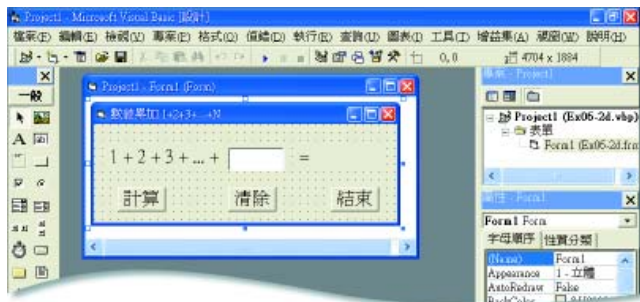 Project1 - Microsoft Visual Basic [設計]
檔案(F) 編輯(E) 檢視(V) 專案(P) 格式(O) 偵錯(D) 執行(R) 查詢(U) 圖表(I) 工具(T) 增益集(A) 視窗(W) 說明(H)
0, 0 4704 x 1884
一般
Project1 - Form1 (Form)
數始累加 1+2+3+...+N
1 + 2 + 3 + ... + =
計算 清除 結束
專案 - Project1
Project1 (Ex05-2d.vbp)
表單
Form1 (Ex05-2d.frm
屬性 - Form1
Form1 Form
字母順序 性質分類
(Name) Form1
Appearance 1 - 立體
AutoRedraw False
BackColor